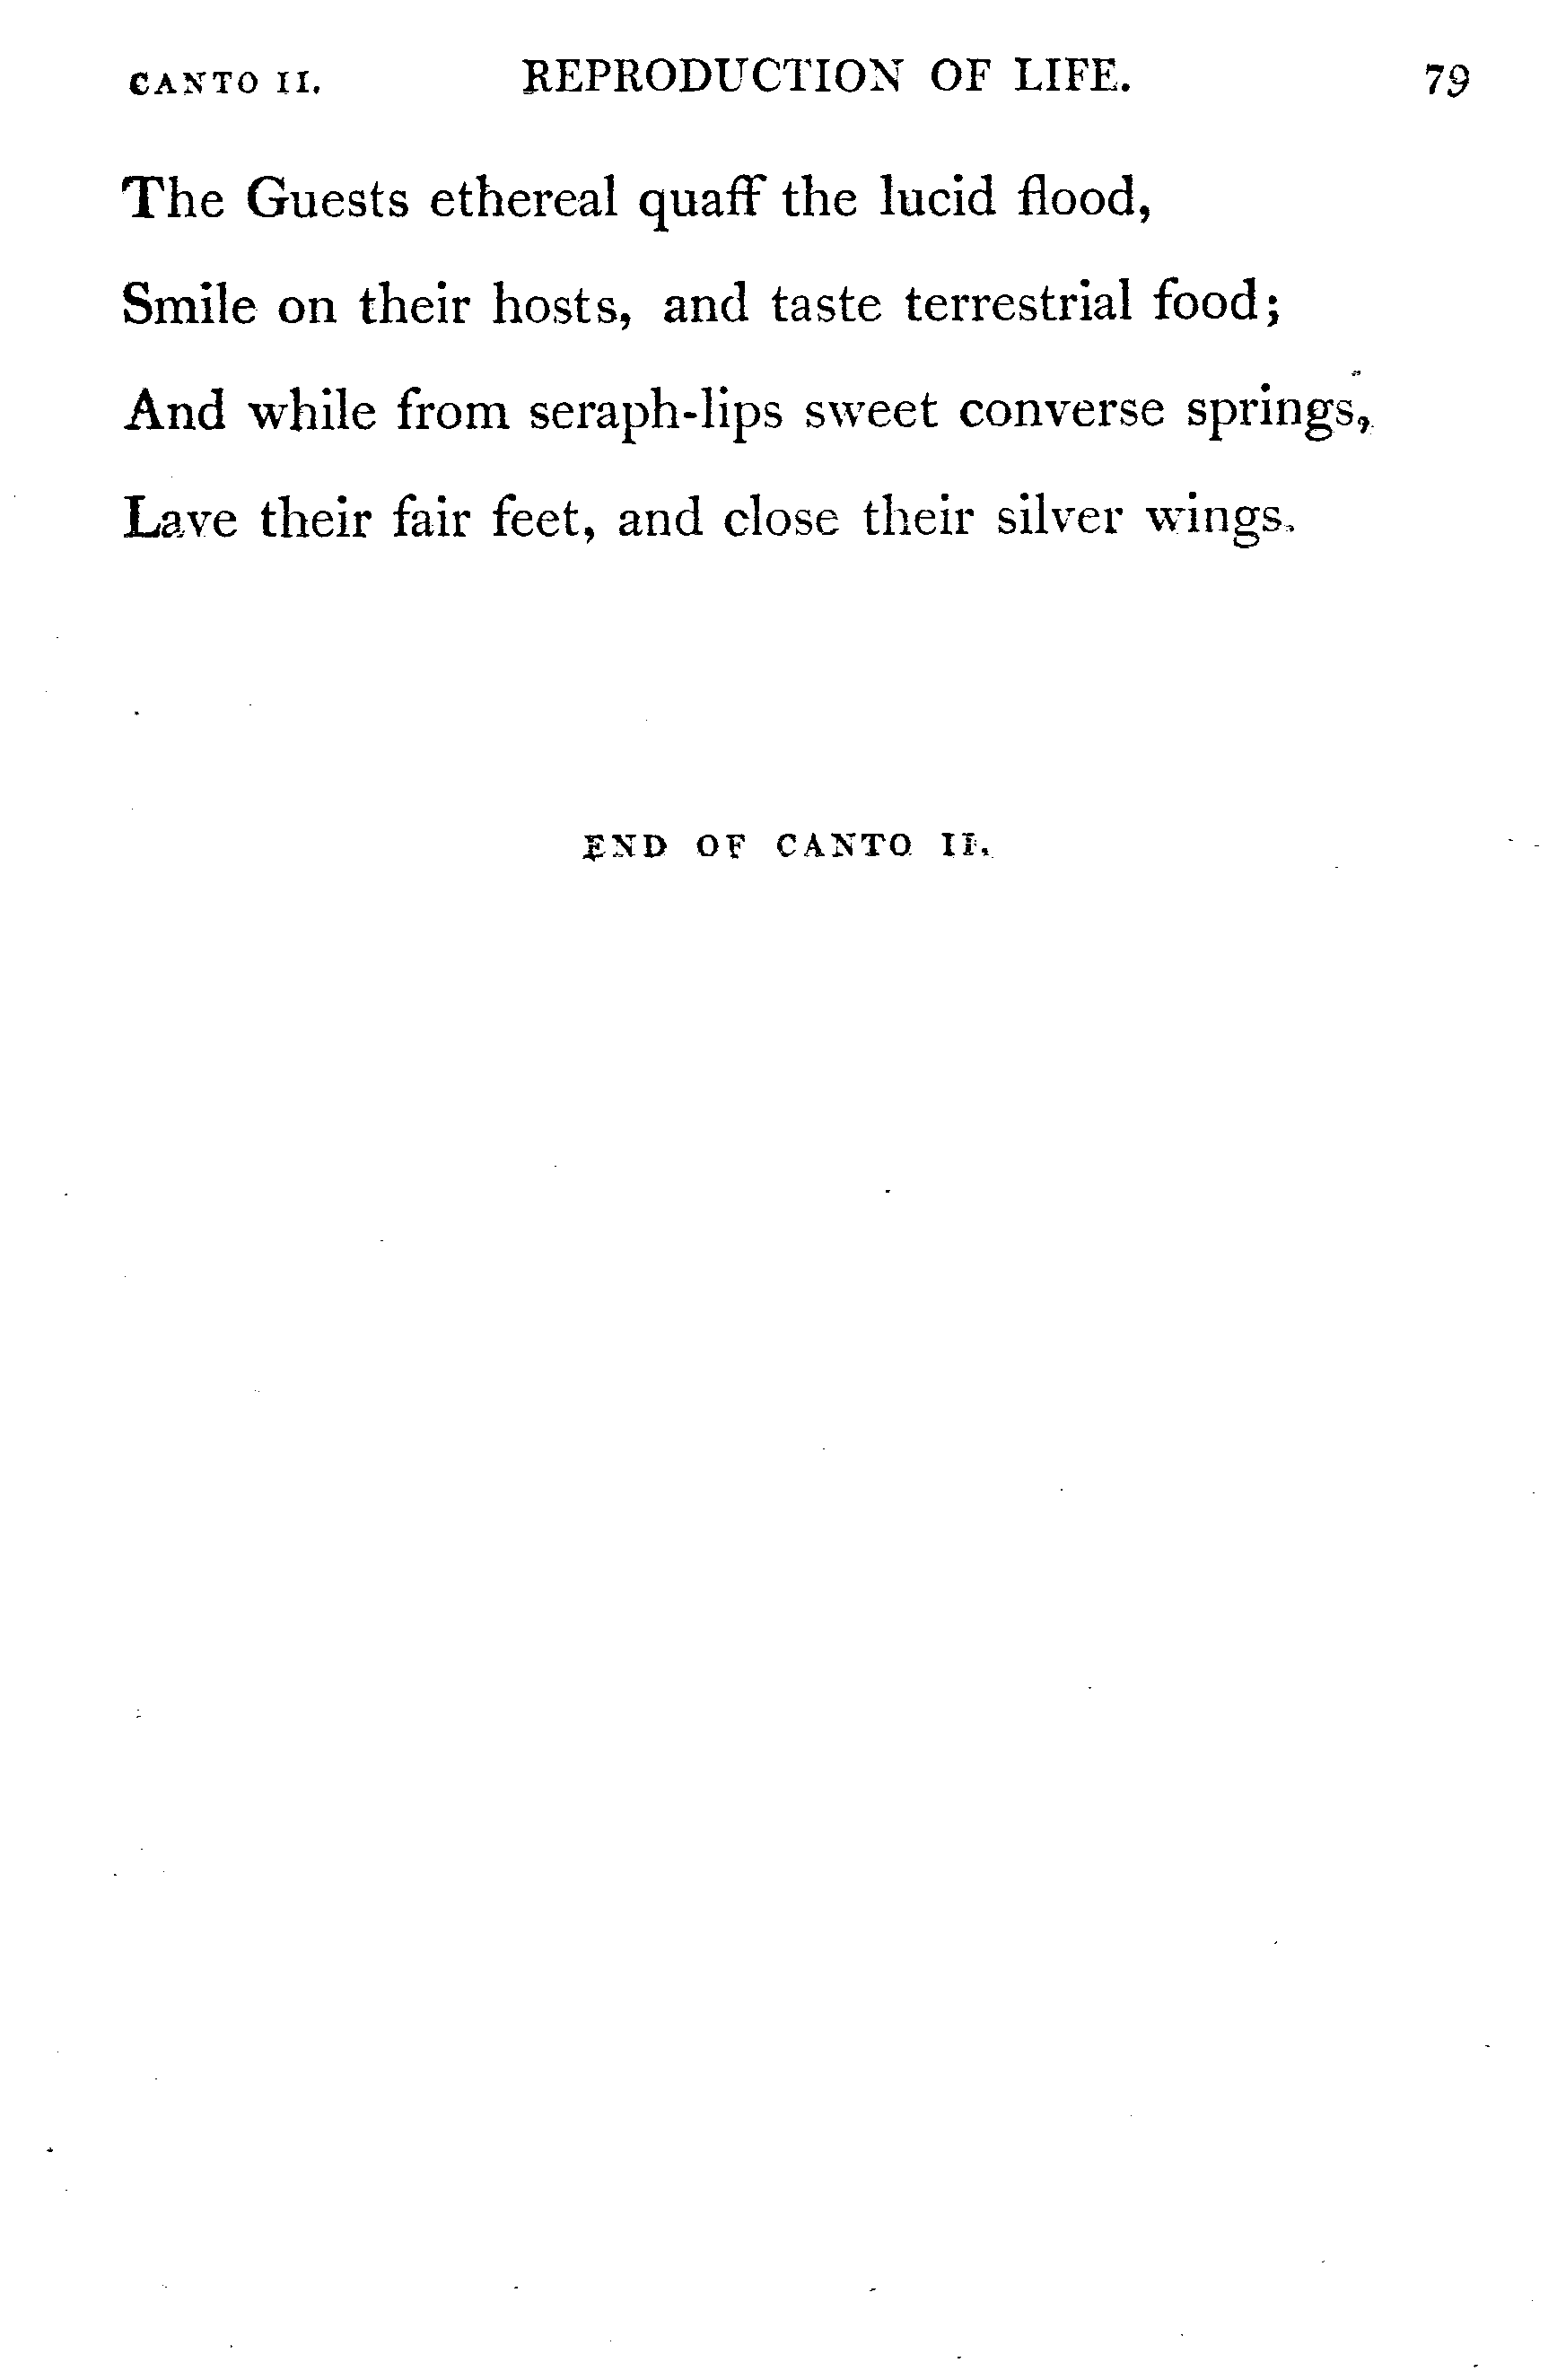 CANTO II. REPRODUCTION OF LIFE. 79
The Guests ethereal quaff the lucid flood,
Smile on their hosts, and taste terrestrial food;
And while from seraph-lips sweet converse springs,
Lave their fair feet, and close their silver wings.
END OF CANTO II.